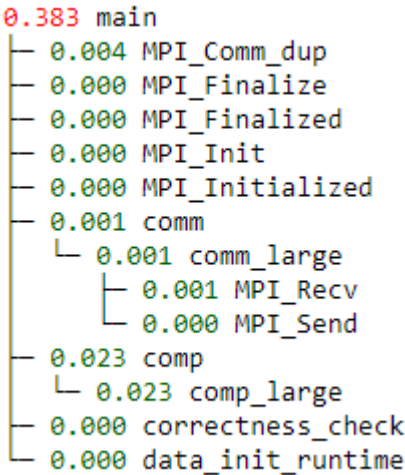 0.383 main
├─ 0.004 MPI_Comm_dup
├─ 0.000 MPI_Finalize
├─ 0.000 MPI_Finalized
├─ 0.000 MPI_Init
├─ 0.000 MPI_Initialized
├─ 0.001 comm
│  └─ 0.001 comm_large
│     ├─ 0.001 MPI_Recv
│     └─ 0.000 MPI_Send
├─ 0.023 comp
│  └─ 0.023 comp_large
├─ 0.000 correctness_check
└─ 0.000 data_init_runtime